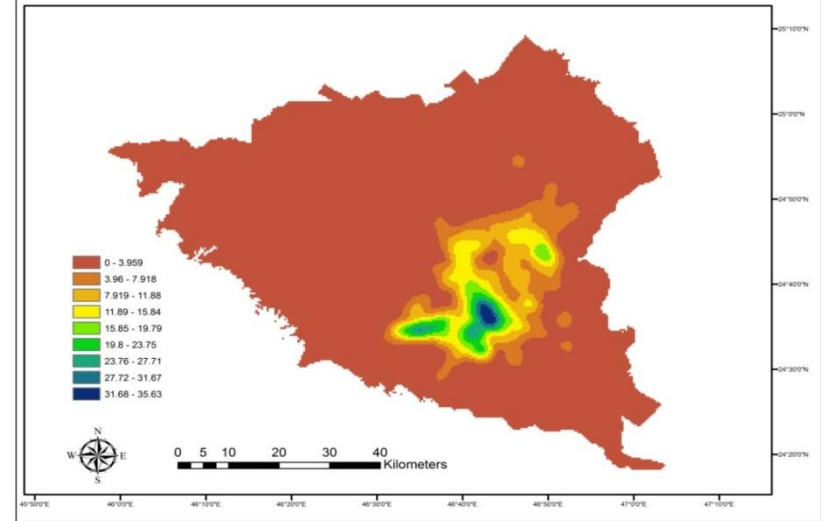 25°10'0"N
25°0'0"N
24°50'0"N
24°40'0"N
24°30'0"N
24°20'0"N
0 - 3.959
3.96 - 7.918
7.919 - 11.88
11.89 - 15.84
15.85 - 19.79
19.8 - 23.75
23.76 - 27.71
27.72 - 31.67
31.68 - 35.63
N
W E
S
0 5 10 20 30 40
Kilometers
45°50'0"E 46°0'0"E 46°10'0"E 46°20'0"E 46°30'0"E 46°40'0"E 46°50'0"E 47°0'0"E 47°10'0"E